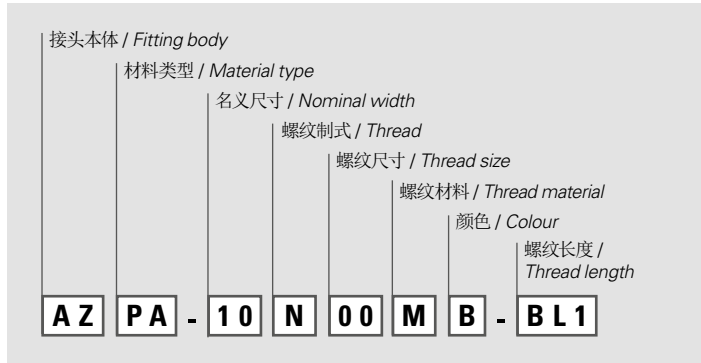 接头本体 / Fitting body
材料类型 / Material type
名义尺寸 / Nominal width
螺纹制式 / Thread
螺纹尺寸 / Thread size
螺纹材料 / Thread material
颜色 / Colour
螺纹长度 /
Thread length
AZ PA - 10 N 00 M B - BL1